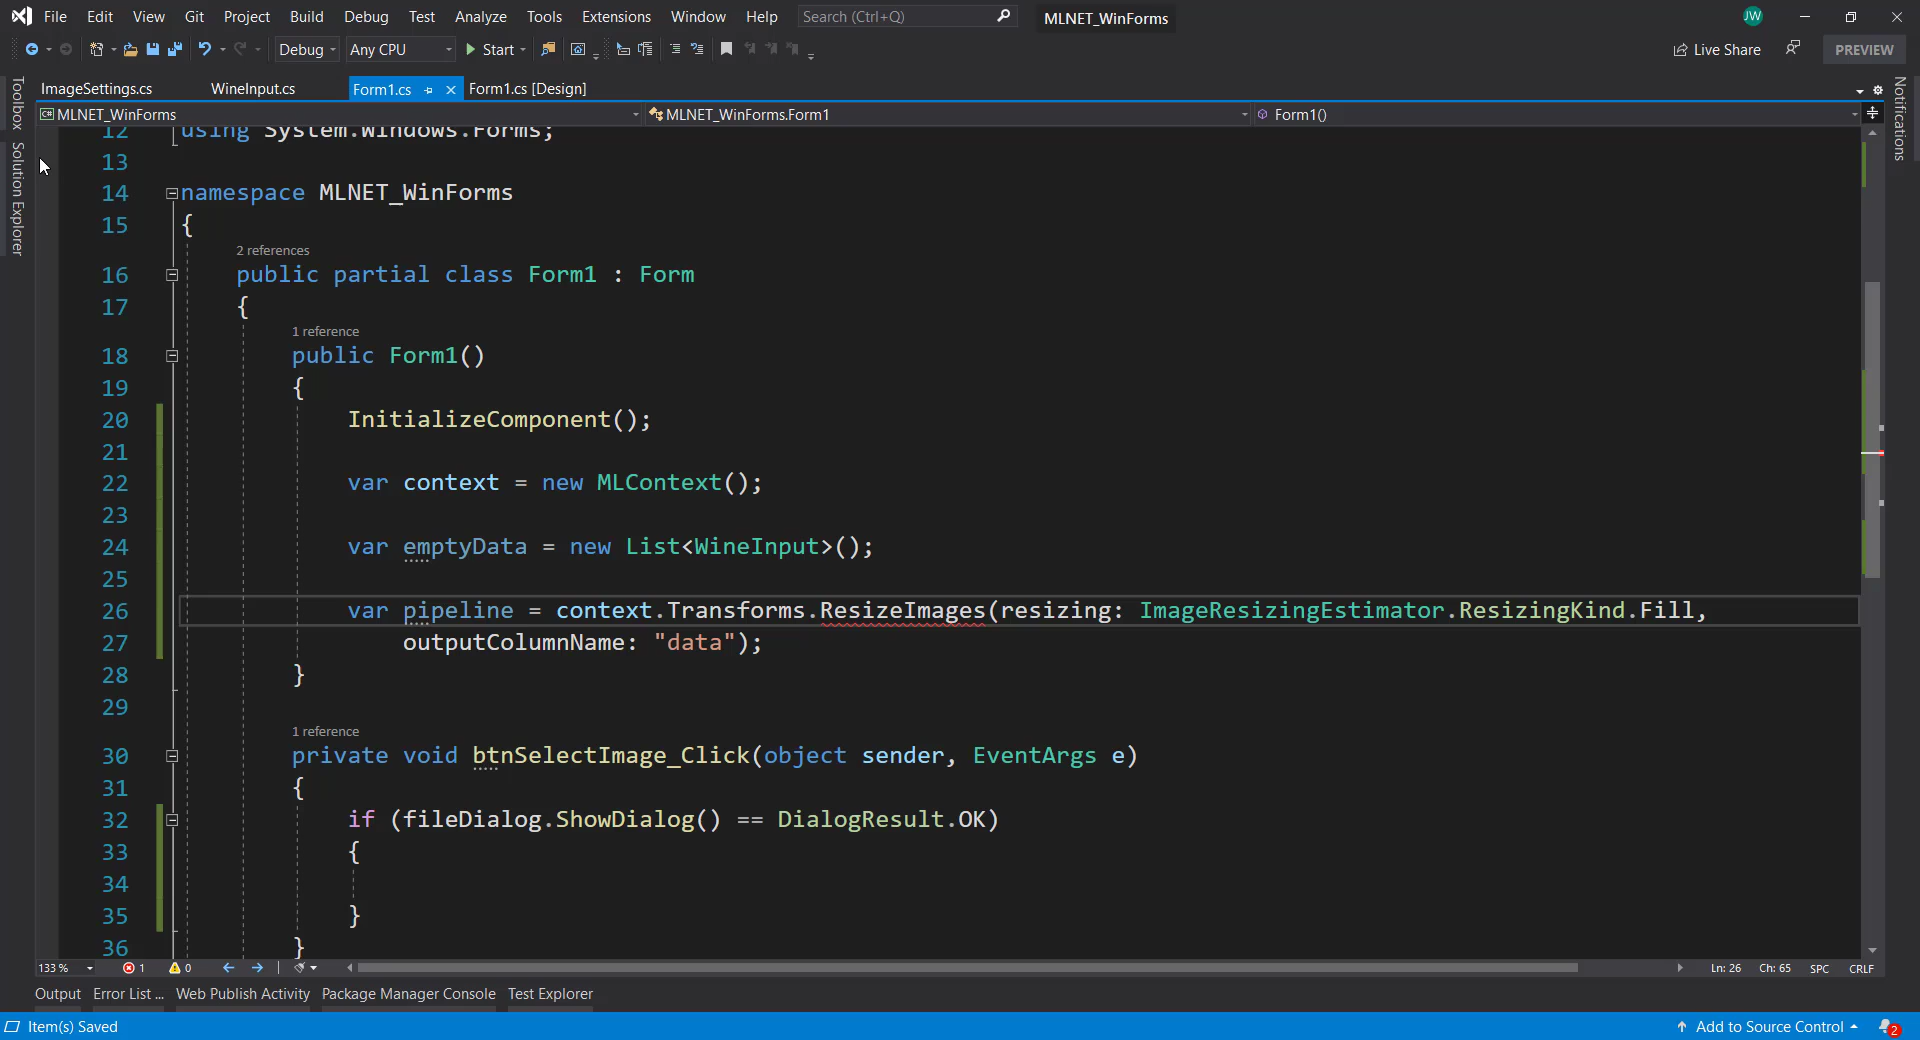 File Edit View Git Project Build Debug Test Analyze Tools Extensions Window Help Search (Ctrl+Q) MLNET_WinForms JW
Debug Any CPU Start Live Share PREVIEW
Toolbox
Solution Explorer
Notifications
ImageSettings.cs WineInput.cs Form1.cs Form1.cs [Design]
C# MLNET_WinForms MLNET_WinForms.Form1 Form1()
12 using System.Windows.Forms;
13
14 namespace MLNET_WinForms
15 {
2 references
16 public partial class Form1 : Form
17 {
1 reference
18 public Form1()
19 {
20 InitializeComponent();
21
22 var context = new MLContext();
23
24 var emptyData = new List<WineInput>();
25
26 var pipeline = context.Transforms.ResizeImages(resizing: ImageResizingEstimator.ResizingKind.Fill,
27 outputColumnName: "data");
28 }
29
1 reference
30 private void btnSelectImage_Click(object sender, EventArgs e)
31 {
32 if (fileDialog.ShowDialog() == DialogResult.OK)
33 {
34
35 }
36 }
133 % 1 0 Ln: 26 Ch: 65 SPC CRLF
Output Error List ... Web Publish Activity Package Manager Console Test Explorer
Item(s) Saved Add to Source Control 2